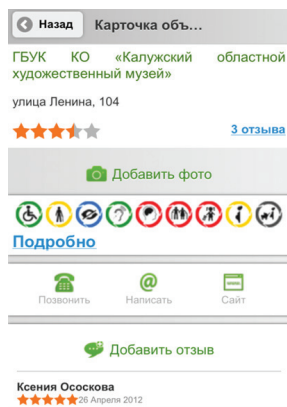 Назад
Карточка объ...
ГБУК КО «Калужский областной
художественный музей»
улица Ленина, 104
3 отзыва
Добавить фото
Подробно
Позвонить
Написать
Сайт
Добавить отзыв
Ксения Ососкова
26 Апреля 2012